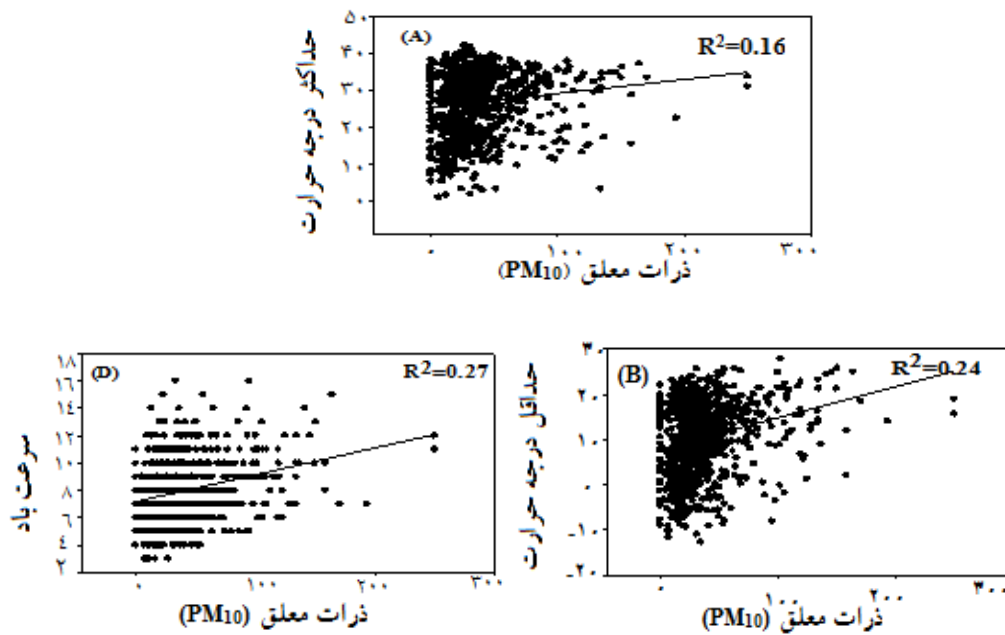 (A)
R²=0.16
حداکثر درجه حرارت
۵۰
۴۰
۳۰
۲۰
۱۰
۰
۰ ۱۰۰ ۲۰۰ ۳۰۰
ذرات معلق (PM₁₀)
(D)
R²=0.27
سرعت باد
۱۸
۱۶
۱۴
۱۲
۱۰
۸
۶
۴
۲
۰ ۱۰۰ ۲۰۰ ۳۰۰
ذرات معلق (PM₁₀)
(B)
R²=0.24
حداقل درجه حرارت
۳۰
۲۰
۱۰
۰
-۱۰
-۲۰
۰ ۱۰۰ ۲۰۰ ۳۰۰
ذرات معلق (PM₁₀)